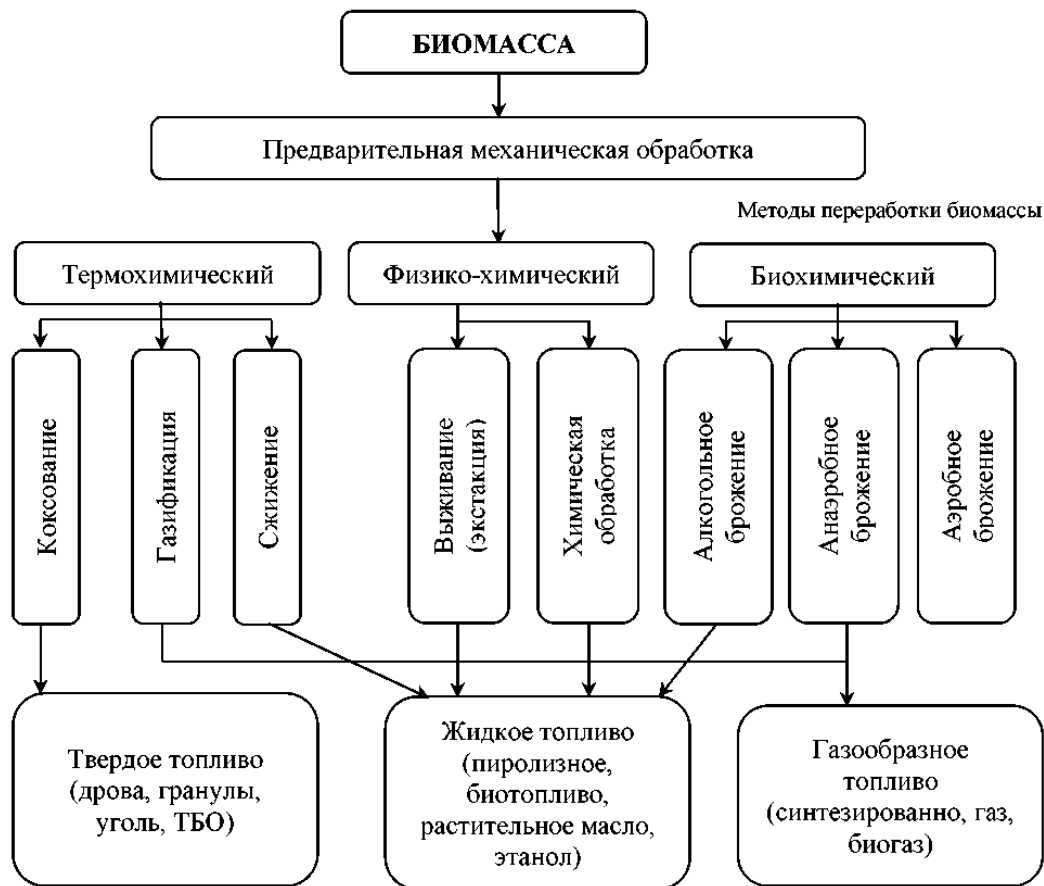 БИОМАССА
Предварительная механическая обработка
Методы переработки биомассы
Термохимический
Физико-химический
Биохимический
Коксование
Газификация
Сжижение
Выживание
(экстакция)
Химическая
обработка
Алкогольное
брожение
Анаэробное
брожение
Аэробное
брожение
Твердое топливо
(дрова, гранулы,
уголь, ТБО)
Жидкое топливо
(пиролизное,
биотопливо,
растительное масло,
этанол)
Газообразное
топливо
(синтезированно, газ,
биогаз)